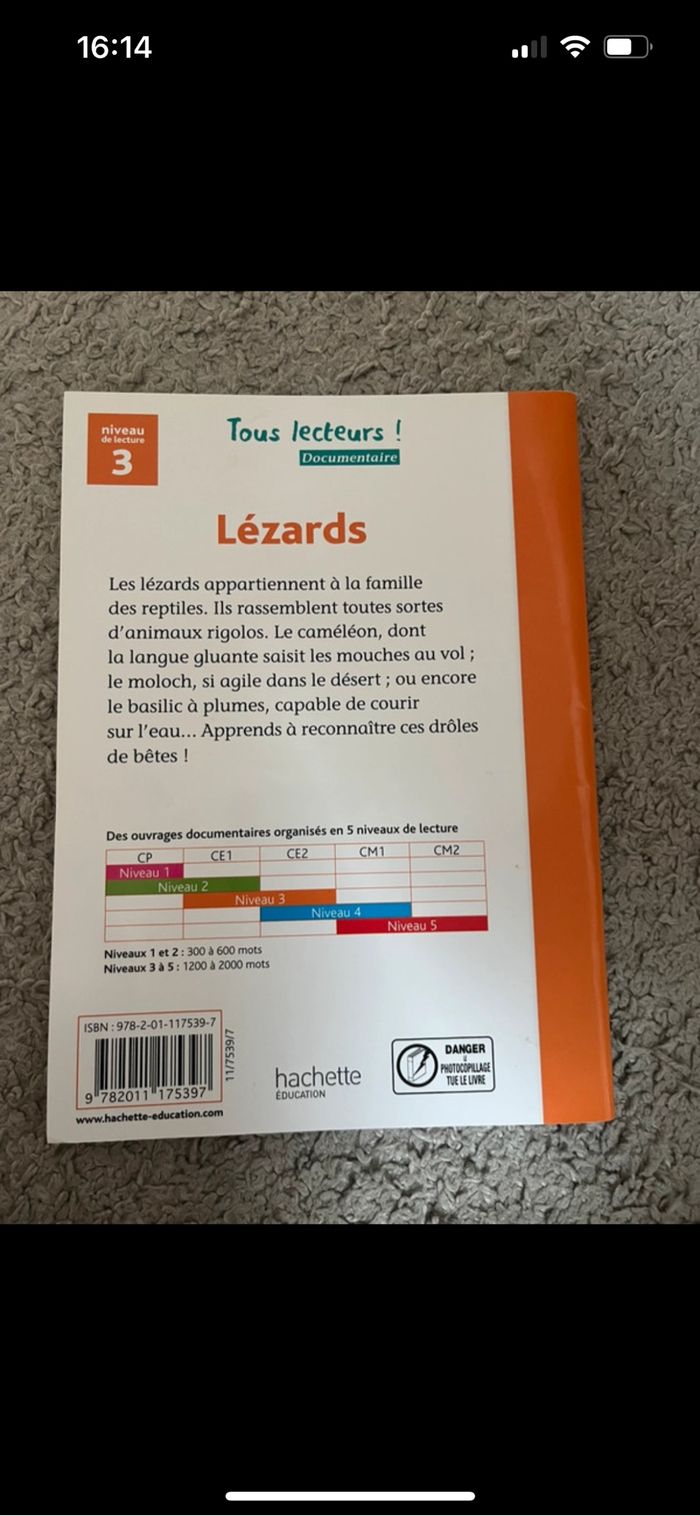 16:14
niveau
de lecture
3
Tous lecteurs !
Documentaire
Lézards
Les lézards appartiennent à la famille
des reptiles. Ils rassemblent toutes sortes
d'animaux rigolos. Le caméléon, dont
la langue gluante saisit les mouches au vol ;
le moloch, si agile dans le désert ; ou encore
le basilic à plumes, capable de courir
sur l'eau... Apprends à reconnaître ces drôles
de bêtes !
Des ouvrages documentaires organisés en 5 niveaux de lecture
CP CE1 CE2 CM1 CM2
Niveau 1
Niveau 2
Niveau 3
Niveau 4
Niveau 5
Niveaux 1 et 2 : 300 à 600 mots
Niveaux 3 à 5 : 1200 à 2000 mots
ISBN : 978-2-01-117539-7
9 782011 175397
11/7539/7
www.hachette-education.com
hachette
ÉDUCATION
DANGER
LE
PHOTOCOPILLAGE
TUE LE LIVRE